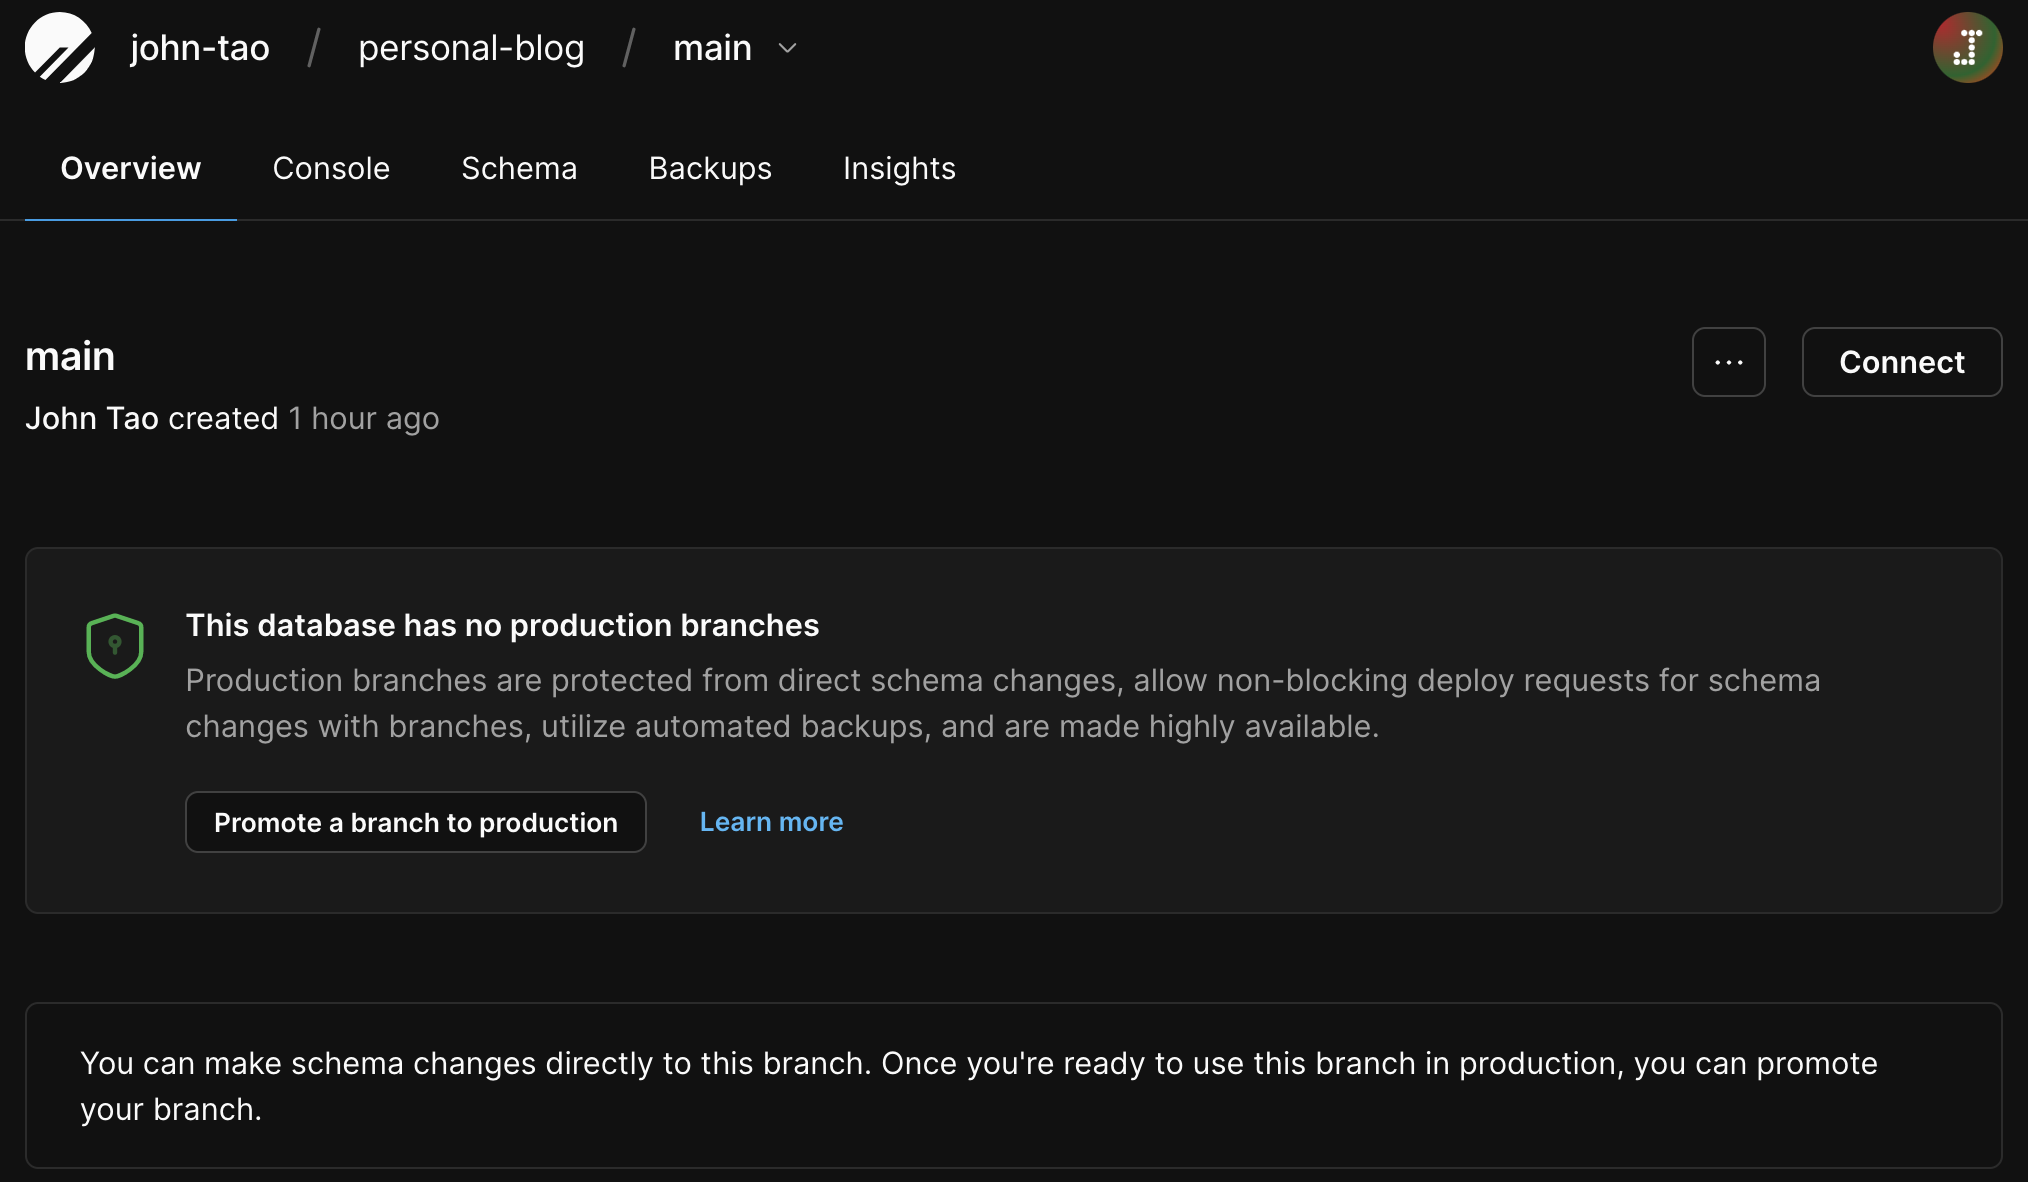 john-tao / personal-blog / main
J
Overview Console Schema Backups Insights
main
... Connect
John Tao created 1 hour ago
This database has no production branches
Production branches are protected from direct schema changes, allow non-blocking deploy requests for schema
changes with branches, utilize automated backups, and are made highly available.
Promote a branch to production Learn more
You can make schema changes directly to this branch. Once you're ready to use this branch in production, you can promote
your branch.